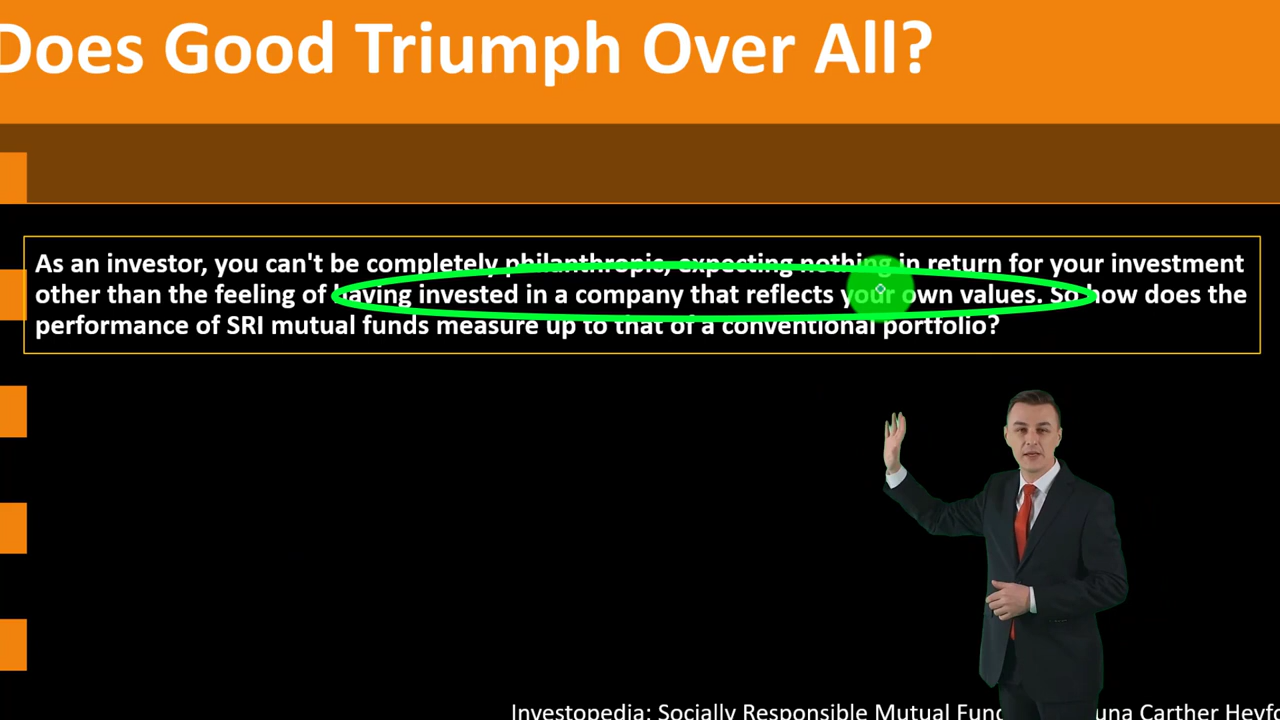 Does Good Triumph Over All?
As an investor, you can't be completely philanthropic, expecting nothing in return for your investment
other than the feeling of having invested in a company that reflects your own values. So how does the
performance of SRI mutual funds measure up to that of a conventional portfolio?
Investopedia: Socially Responsible Mutual Carther